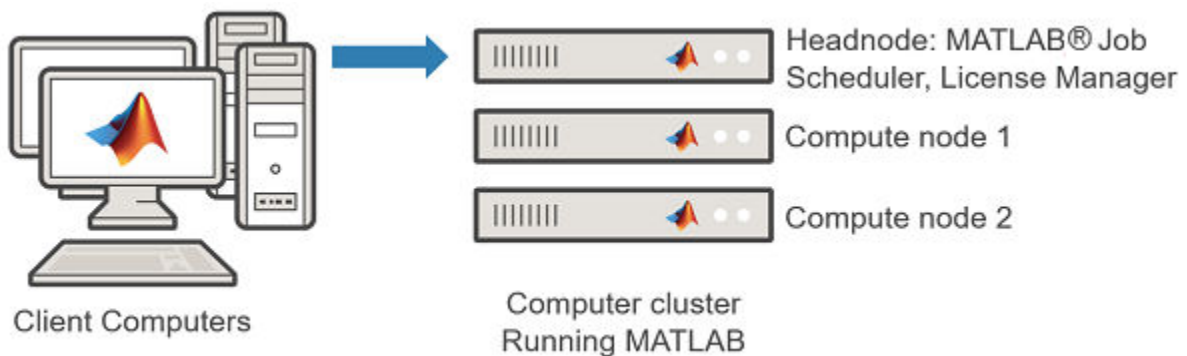 Headnode: MATLAB® Job
Scheduler, License Manager
Compute node 1
Compute node 2
Client Computers
Computer cluster
Running MATLAB